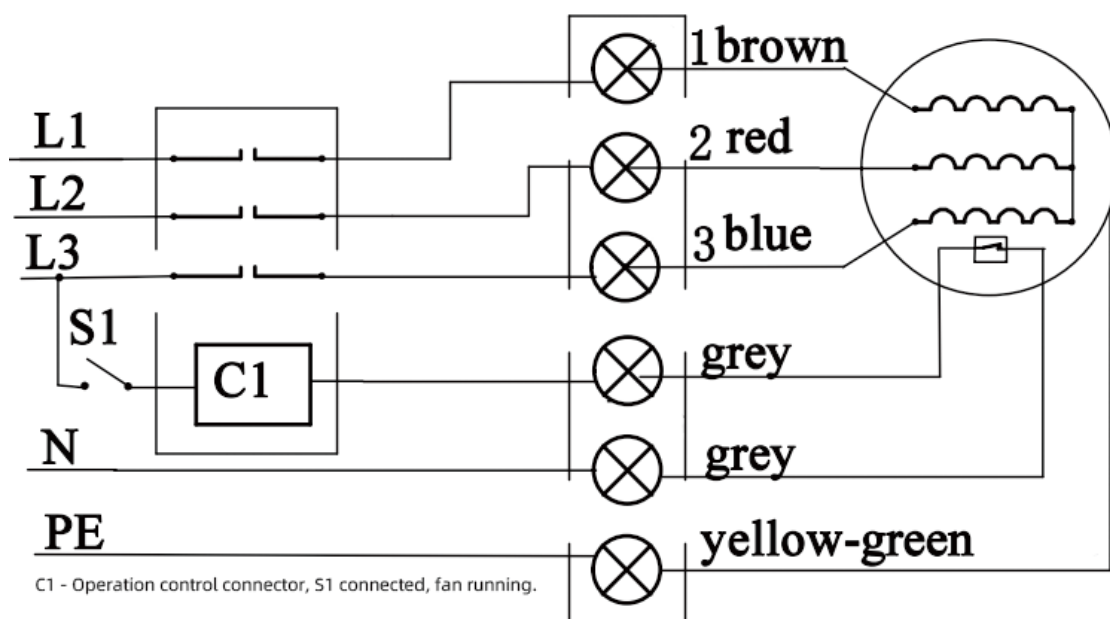 1 brown
L1
2 red
L2
L3
3 blue
S1
C1
grey
N
grey
PE
yellow-green
C1 - Operation control connector, S1 connected, fan running.